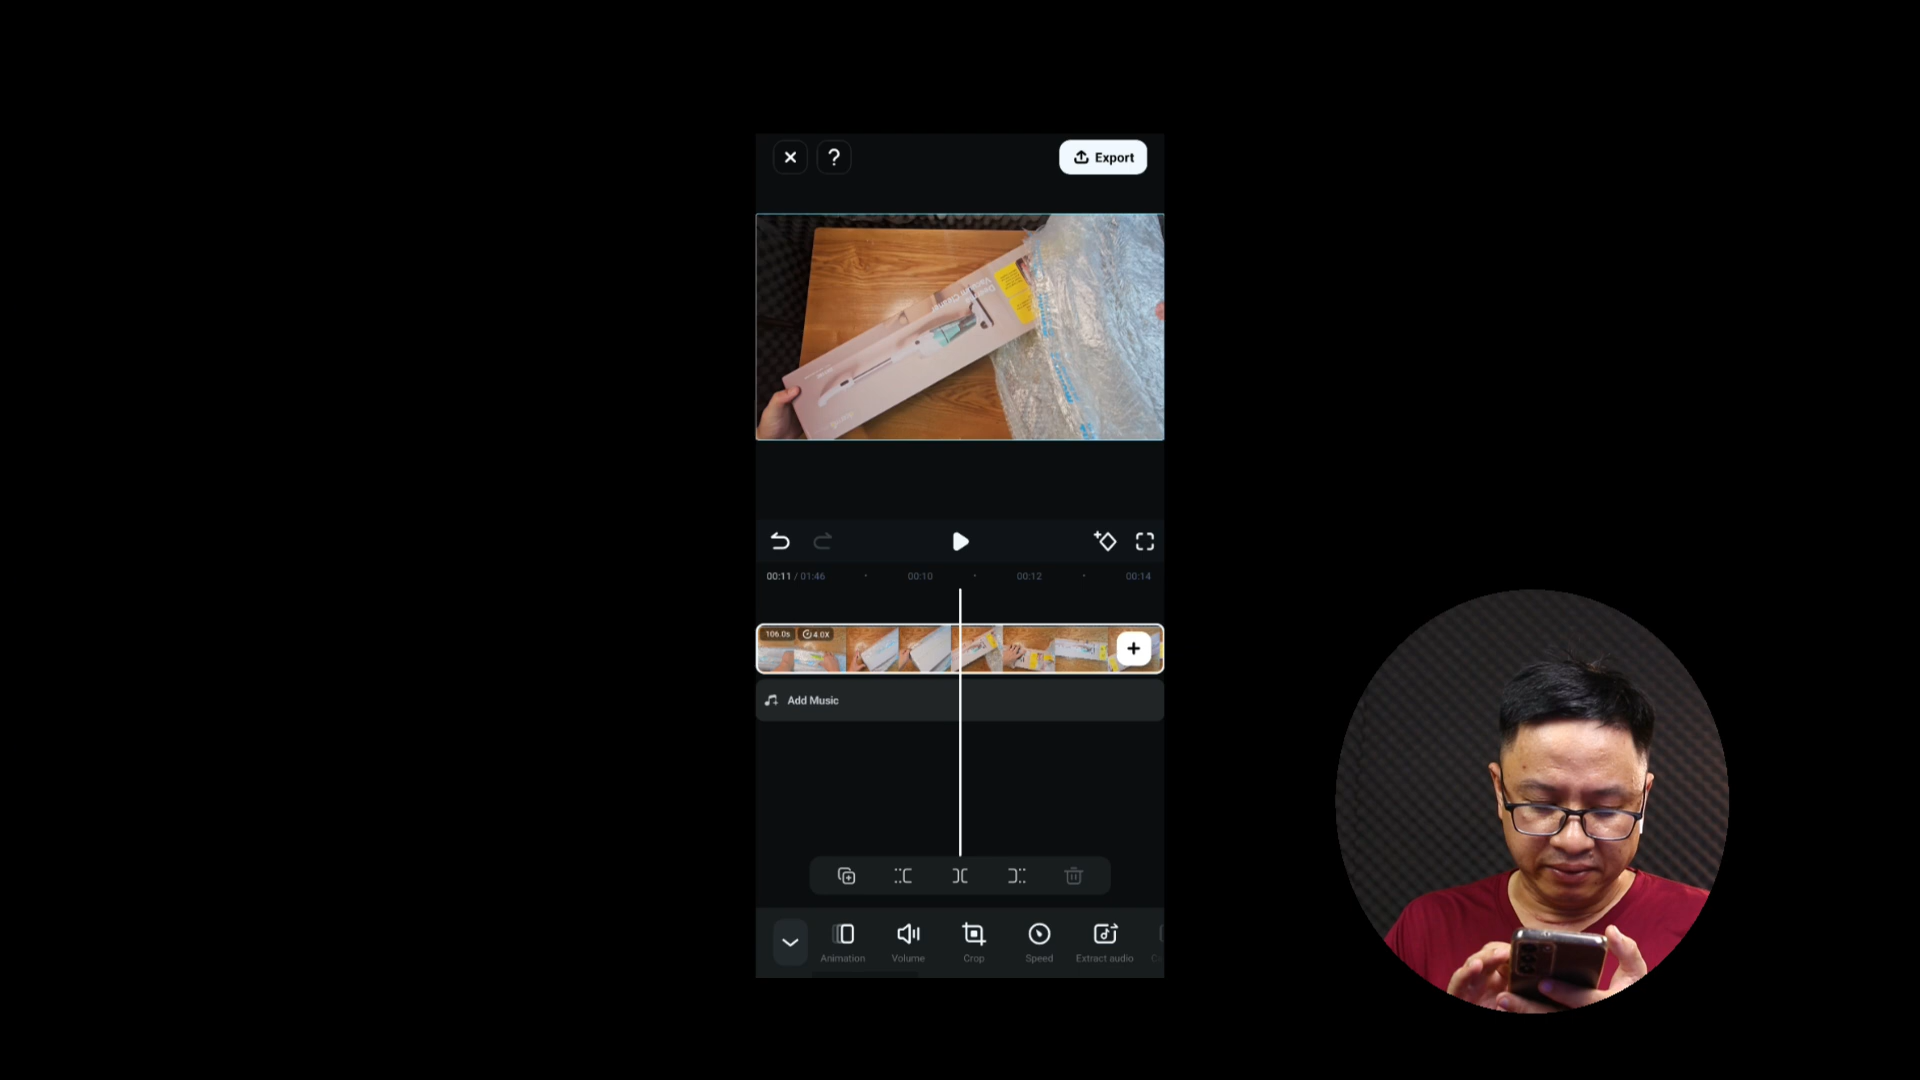 ?
Export
00:11 / 01:46
00:10
00:12
00:14
106.0s
4.0X
Add Music
Animation
Volume
Crop
Speed
Extract audio